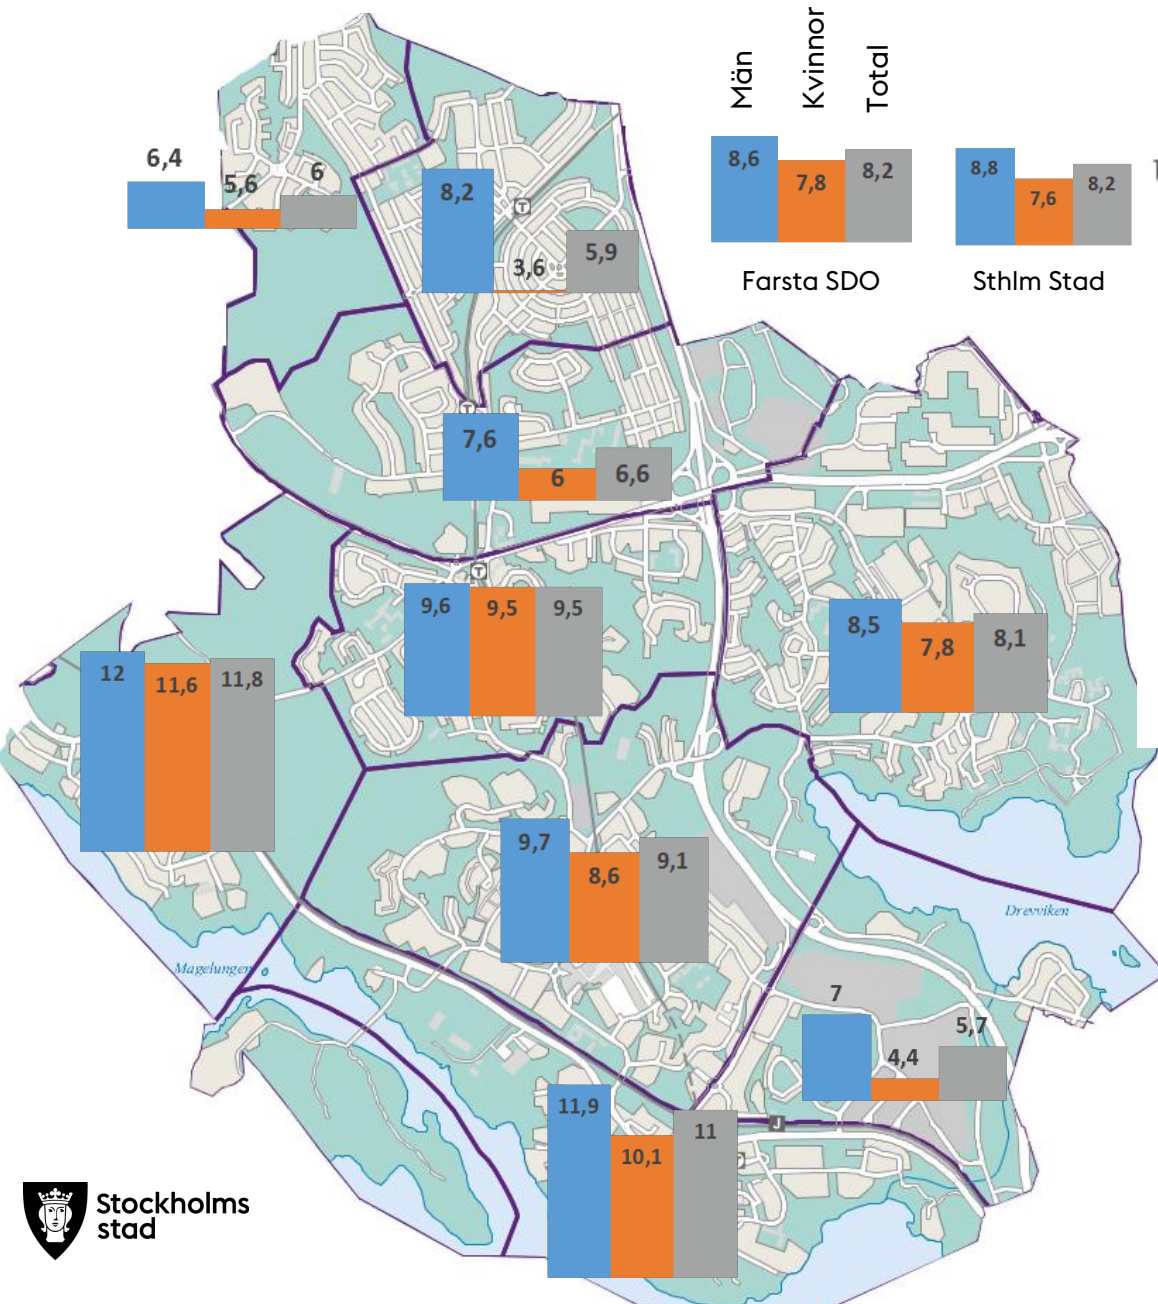 Män
Kvinnor
Total
8,6
7,8
8,2
8,8
7,6
8,2
Farsta SDO
Sthlm Stad
6,4
5,6
6
8,2
3,6
5,9
T
7,6
6
6,6
T
T
9,6
9,5
9,5
8,5
7,8
8,1
12
11,6
11,8
9,7
8,6
9,1
Drevviken
Magelungen
7
4,4
5,7
11,9
10,1
11
J
Stockholms
stad